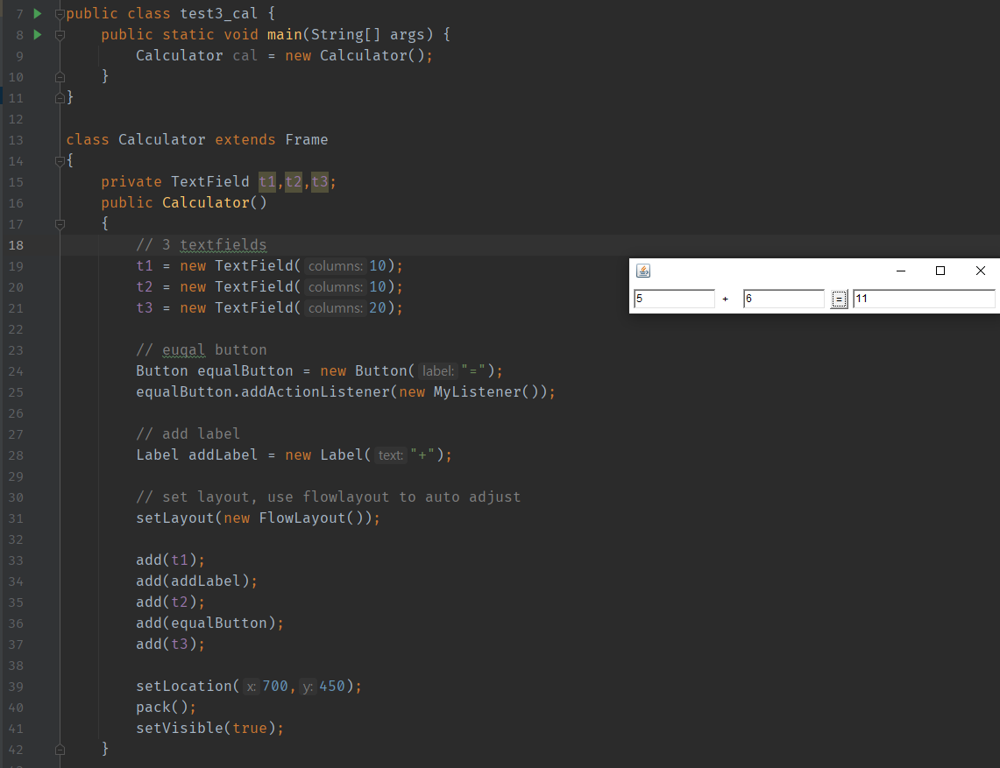 7 public class test3_cal {
8 public static void main(String[] args) {
9 Calculator cal = new Calculator();
10 }
11 }
12
13 class Calculator extends Frame
14 {
15 private TextField t1,t2,t3;
16 public Calculator()
17 {
18 // 3 textfields
19 t1 = new TextField( columns: 10);
20 t2 = new TextField( columns: 10);
21 t3 = new TextField( columns: 20);
22
23 // euqal button
24 Button equalButton = new Button( label: "=");
25 equalButton.addActionListener(new MyListener());
26
27 // add label
28 Label addLabel = new Label( text: "+");
29
30 // set layout, use flowlayout to auto adjust
31 setLayout(new FlowLayout());
32
33 add(t1);
34 add(addLabel);
35 add(t2);
36 add(equalButton);
37 add(t3);
38
39 setLocation( x: 700, y: 450);
40 pack();
41 setVisible(true);
42 }
5 + 6 = 11